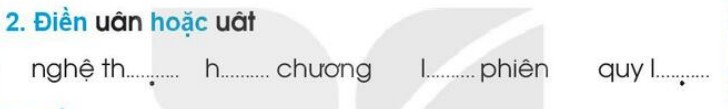 2. Điền uân hoặc uât
nghệ th....ֽ..... h.......... chương l.......... phiên quy l.....ֽ.....